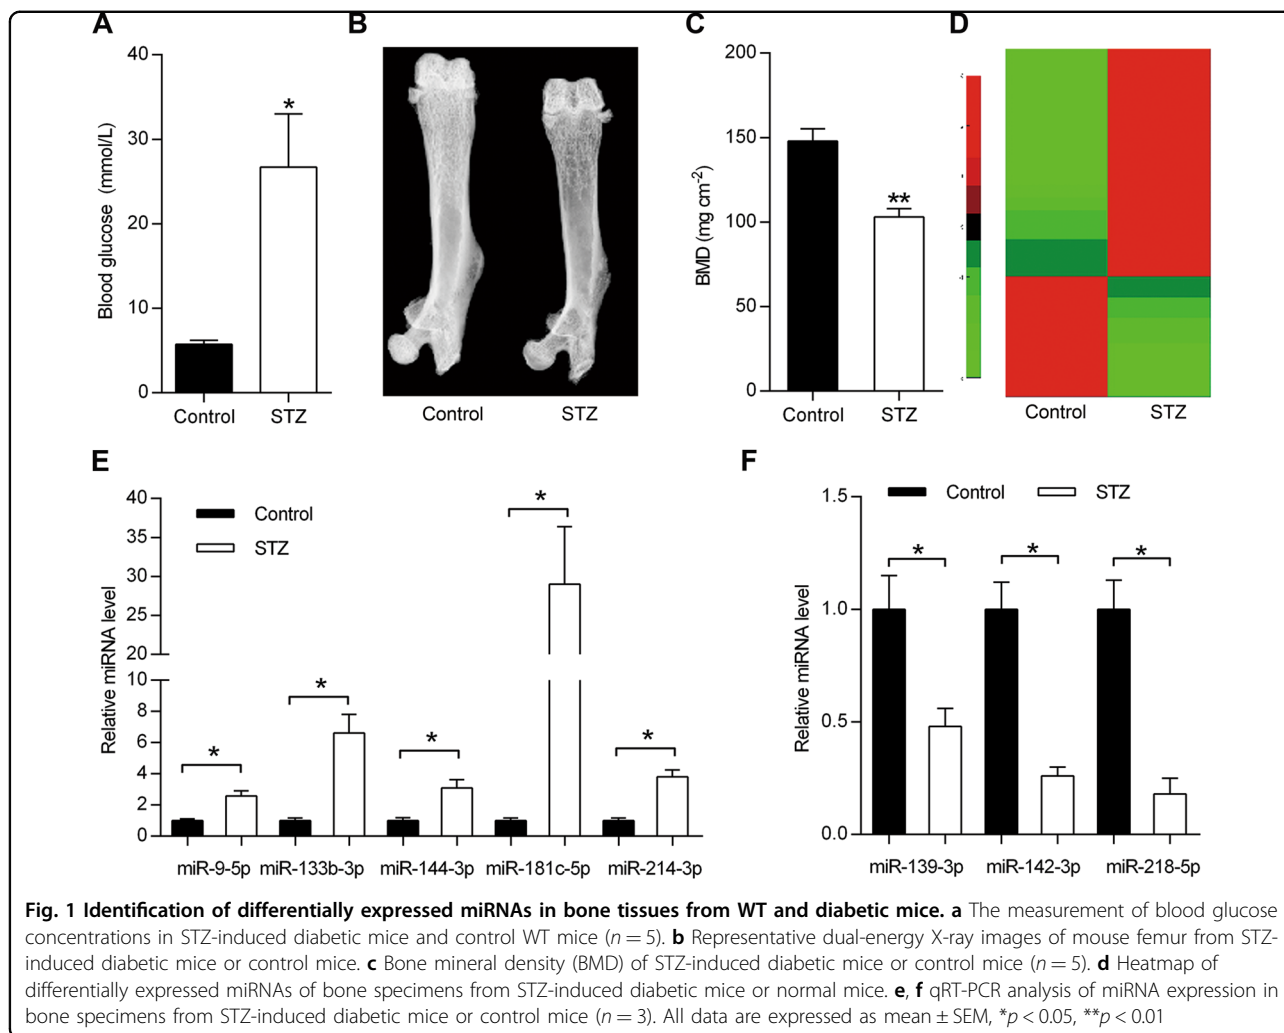 A
B
C
D
40
30
20
10
0
Blood glucose (mmol/L)
*
Control
STZ
Control
STZ
200
150
100
50
0
BMD (mg cm-2)
**
Control
STZ
Control
STZ
E
F
40
35
30
25
20
10
8
6
4
2
0
Relative miRNA level
Control
STZ
*
*
*
*
*
miR-9-5p miR-133b-3p miR-144-3p miR-181c-5p miR-214-3p
1.5
1.0
0.5
0.0
Relative miRNA level
Control
STZ
*
*
*
miR-139-3p miR-142-3p miR-218-5p
Fig. 1 Identification of differentially expressed miRNAs in bone tissues from WT and diabetic mice. a The measurement of blood glucose
concentrations in STZ-induced diabetic mice and control WT mice (n = 5). b Representative dual-energy X-ray images of mouse femur from STZ-
induced diabetic mice or control mice. c Bone mineral density (BMD) of STZ-induced diabetic mice or control mice (n = 5). d Heatmap of
differentially expressed miRNAs of bone specimens from STZ-induced diabetic mice or normal mice. e, f qRT-PCR analysis of miRNA expression in
bone specimens from STZ-induced diabetic mice or control mice (n = 3). All data are expressed as mean ± SEM, *p < 0.05, **p < 0.01